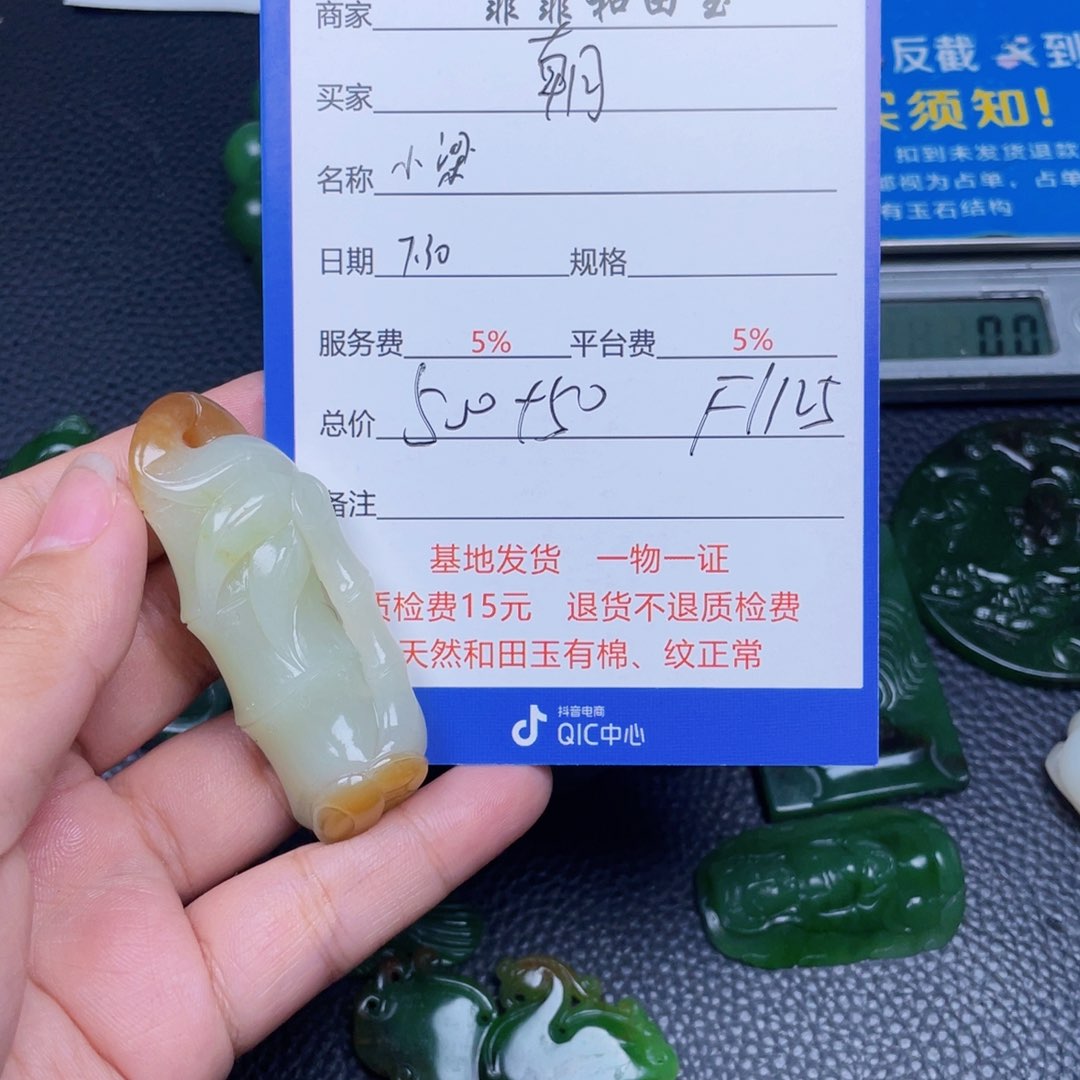 商家 菲菲和田玉
买家 朝
名称 小梁
日期 7.30 规格
服务费 5% 平台费 5%
总价 500+50 F1125
备注
基地发货 一物一证
质检费15元 退货不退质检费
天然和田玉有棉、纹正常
抖音电商
QIC中心
反截 到
买须知！
扣到未发货退款
都视为占单，占单
有玉石结构
00